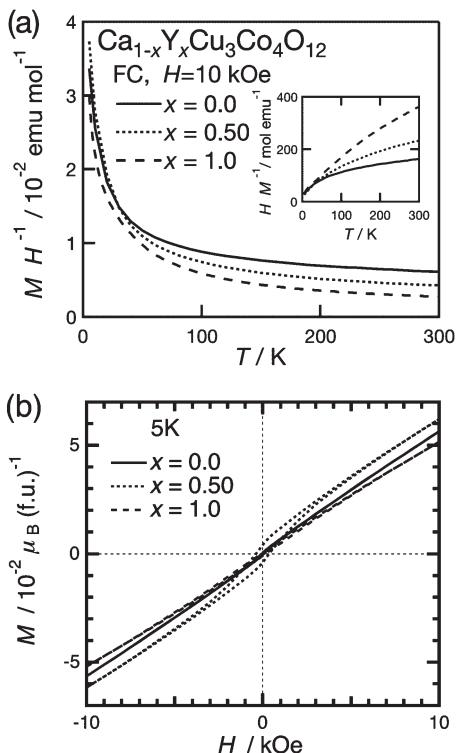 (a)
Ca1-xYxCu3Co4O12
FC, H=10 kOe
x = 0.0
x = 0.50
x = 1.0
M H⁻¹ / 10⁻² emu mol⁻¹
4
3
2
1
0
0 100 200 300
T / K
H M⁻¹/ mol emu⁻¹
400
200
0
0 100 200 300
T / K
(b)
5K
x = 0.0
x = 0.50
x = 1.0
M / 10⁻² μB (f.u.)⁻¹
5
0
-5
-10 0 10
H / kOe